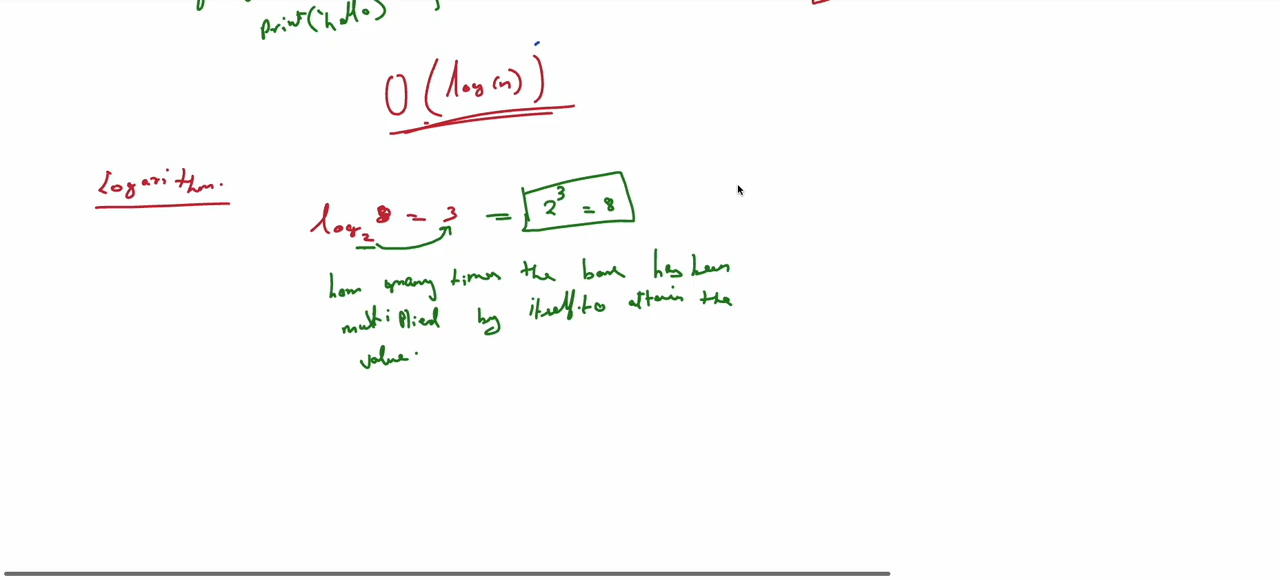 print('hello')
O(log(n))
Logarithm.
log₂ 8 = 3 = 2³ = 8
how many times the base has been
multiplied by itself to attain the
value.